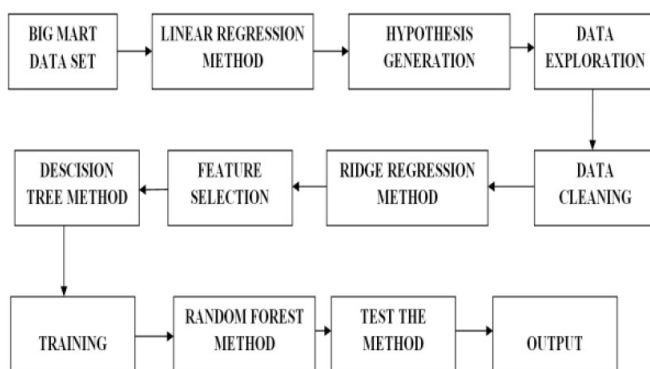 BIG MART
DATA SET
LINEAR REGRESSION
METHOD
HYPOTHESIS
GENERATION
DATA
EXPLORATION
DATA
CLEANING
RIDGE REGRESSION
METHOD
FEATURE
SELECTION
DESCISION
TREE METHOD
TRAINING
RANDOM FOREST
METHOD
TEST THE
METHOD
OUTPUT